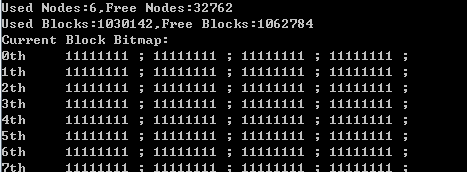 Used Nodes:6,Free Nodes:32762
Used Blocks:1030142,Free Blocks:1062784
Current Block Bitmap:
0th 11111111 ; 11111111 ; 11111111 ; 11111111 ;
1th 11111111 ; 11111111 ; 11111111 ; 11111111 ;
2th 11111111 ; 11111111 ; 11111111 ; 11111111 ;
3th 11111111 ; 11111111 ; 11111111 ; 11111111 ;
4th 11111111 ; 11111111 ; 11111111 ; 11111111 ;
5th 11111111 ; 11111111 ; 11111111 ; 11111111 ;
6th 11111111 ; 11111111 ; 11111111 ; 11111111 ;
7th 11111111 ; 11111111 ; 11111111 ; 11111111 ;